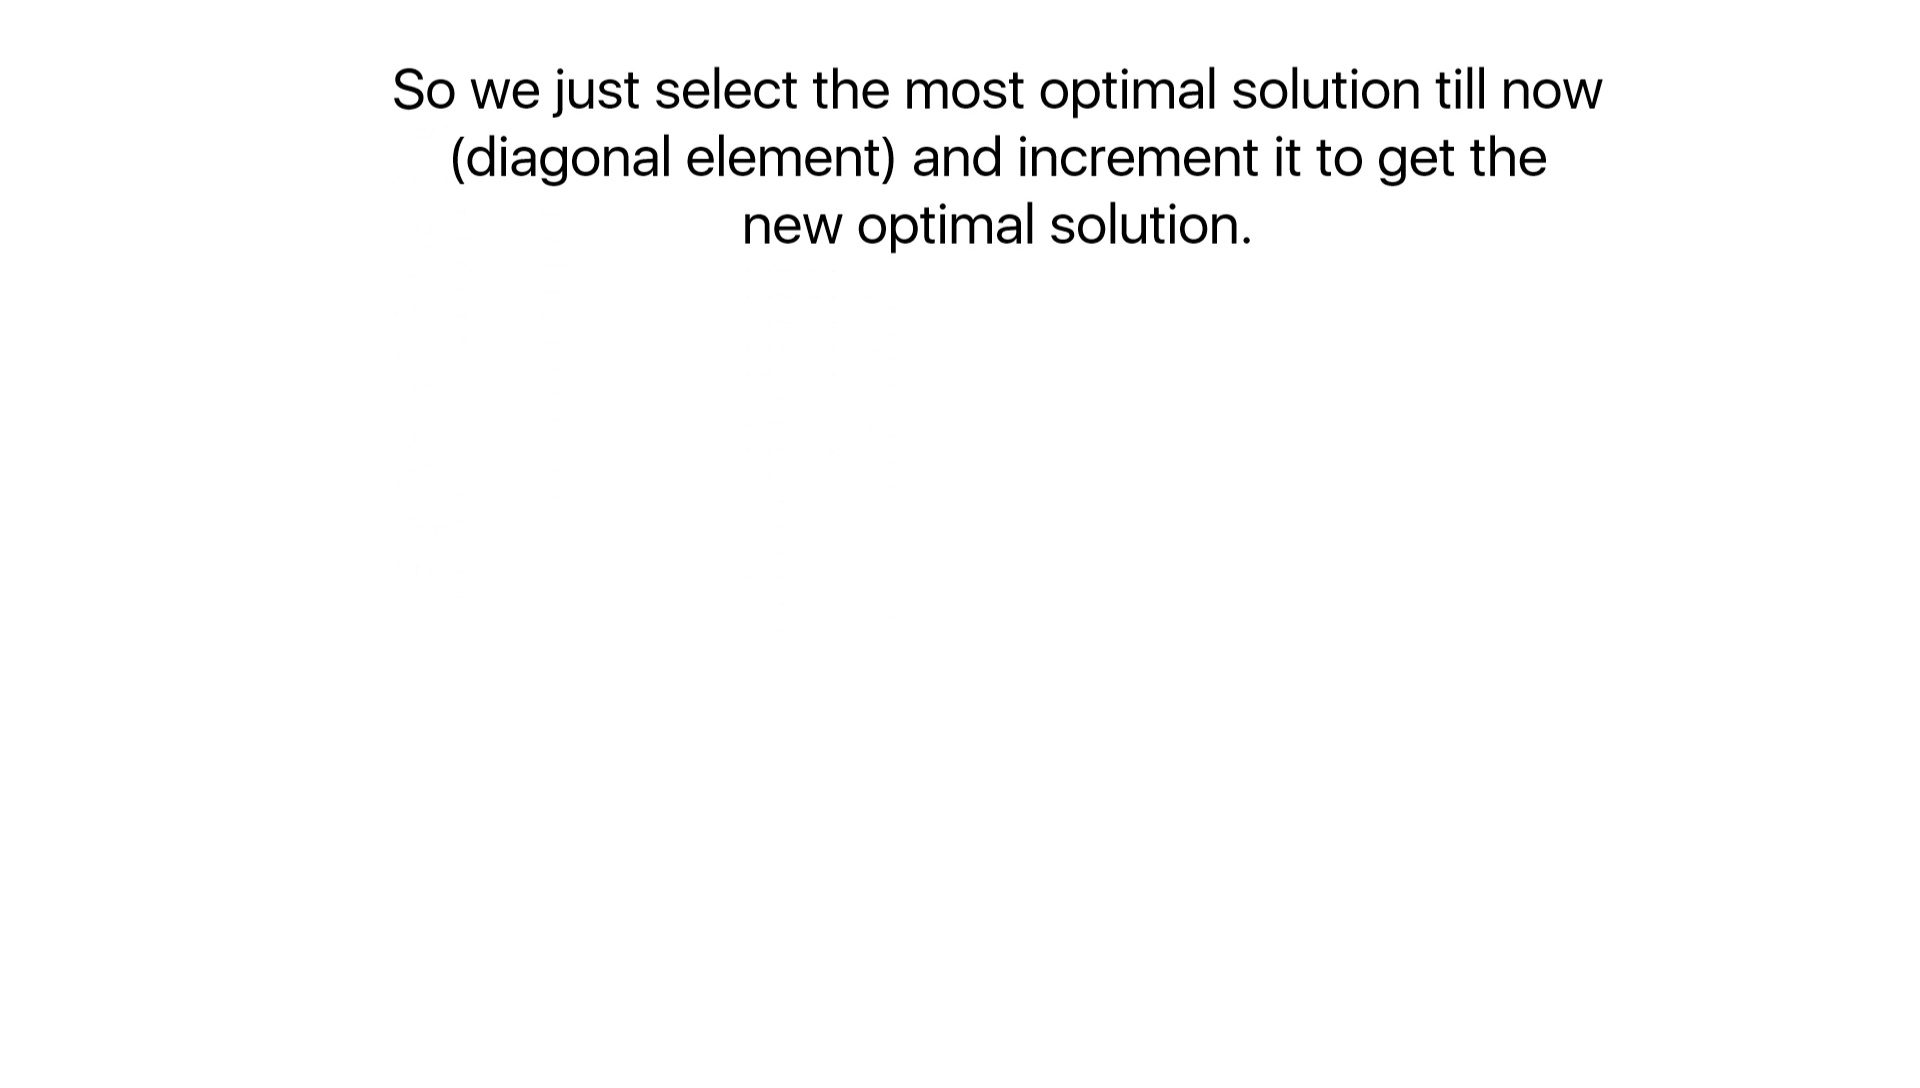 So we just select the most optimal solution till now
(diagonal element) and increment it to get the
new optimal solution.